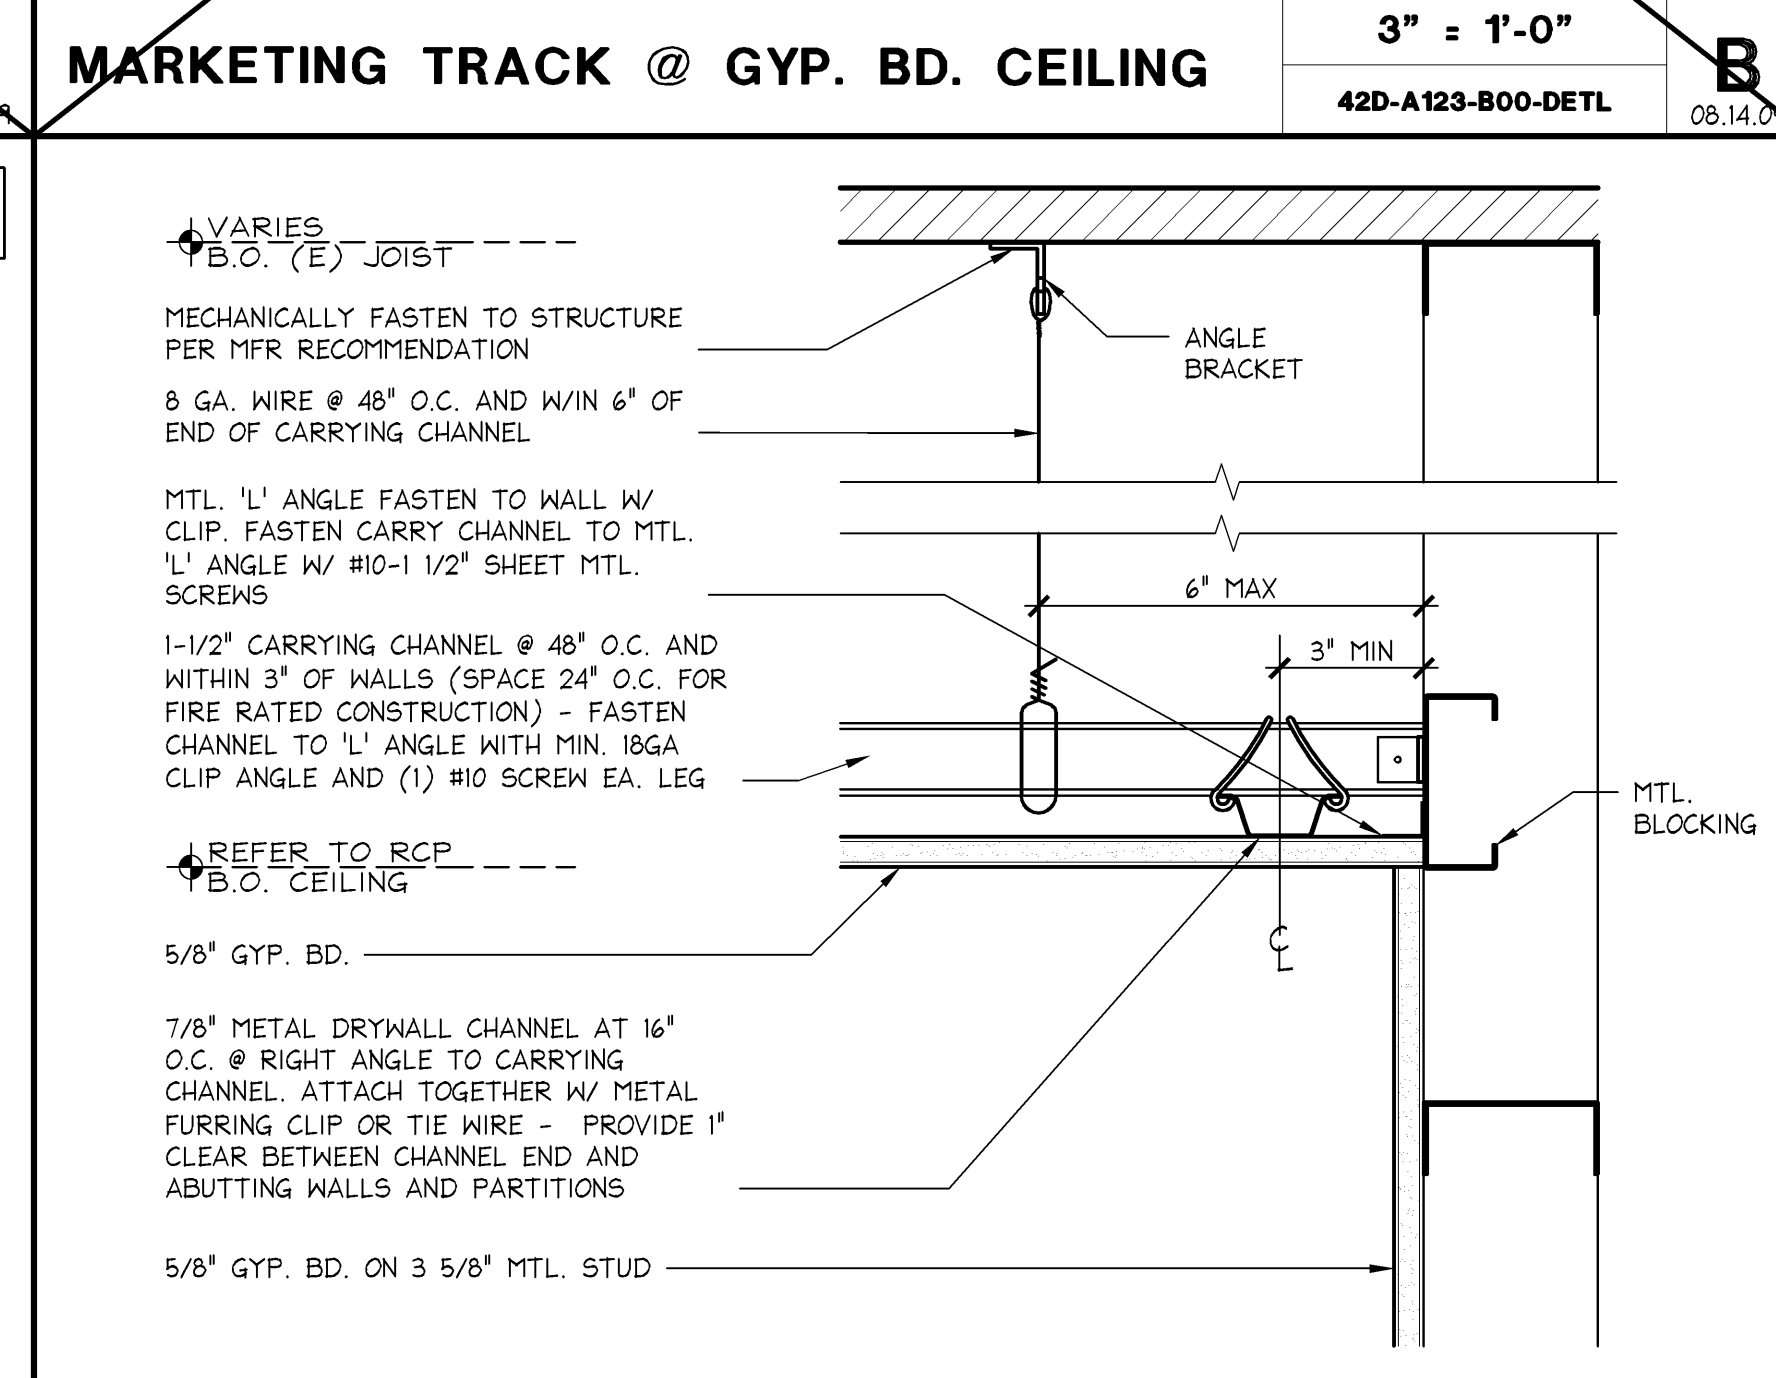 MARKETING TRACK @ GYP. BD. CEILING
3” = 1’-0”
42D-A123-B00-DETL
B
VARIES
B.O. (E) JOIST
MECHANICALLY FASTEN TO STRUCTURE
PER MFR RECOMMENDATION
ANGLE
BRACKET
8 GA. WIRE @ 48" O.C. AND W/IN 6" OF
END OF CARRYING CHANNEL
MTL. 'L' ANGLE FASTEN TO WALL W/
CLIP. FASTEN CARRY CHANNEL TO MTL.
'L' ANGLE W/ #10-1 1/2" SHEET MTL.
SCREWS
6" MAX
3" MIN
1-1/2" CARRYING CHANNEL @ 48" O.C. AND
WITHIN 3" OF WALLS (SPACE 24" O.C. FOR
FIRE RATED CONSTRUCTION) - FASTEN
CHANNEL TO 'L' ANGLE WITH MIN. 18GA
CLIP ANGLE AND (1) #10 SCREW EA. LEG
MTL.
BLOCKING
REFER TO RCP
B.O. CEILING
CL
5/8" GYP. BD.
7/8" METAL DRYWALL CHANNEL AT 16"
O.C. @ RIGHT ANGLE TO CARRYING
CHANNEL. ATTACH TOGETHER W/ METAL
FURRING CLIP OR TIE WIRE - PROVIDE 1"
CLEAR BETWEEN CHANNEL END AND
ABUTTING WALLS AND PARTITIONS
5/8" GYP. BD. ON 3 5/8" MTL. STUD